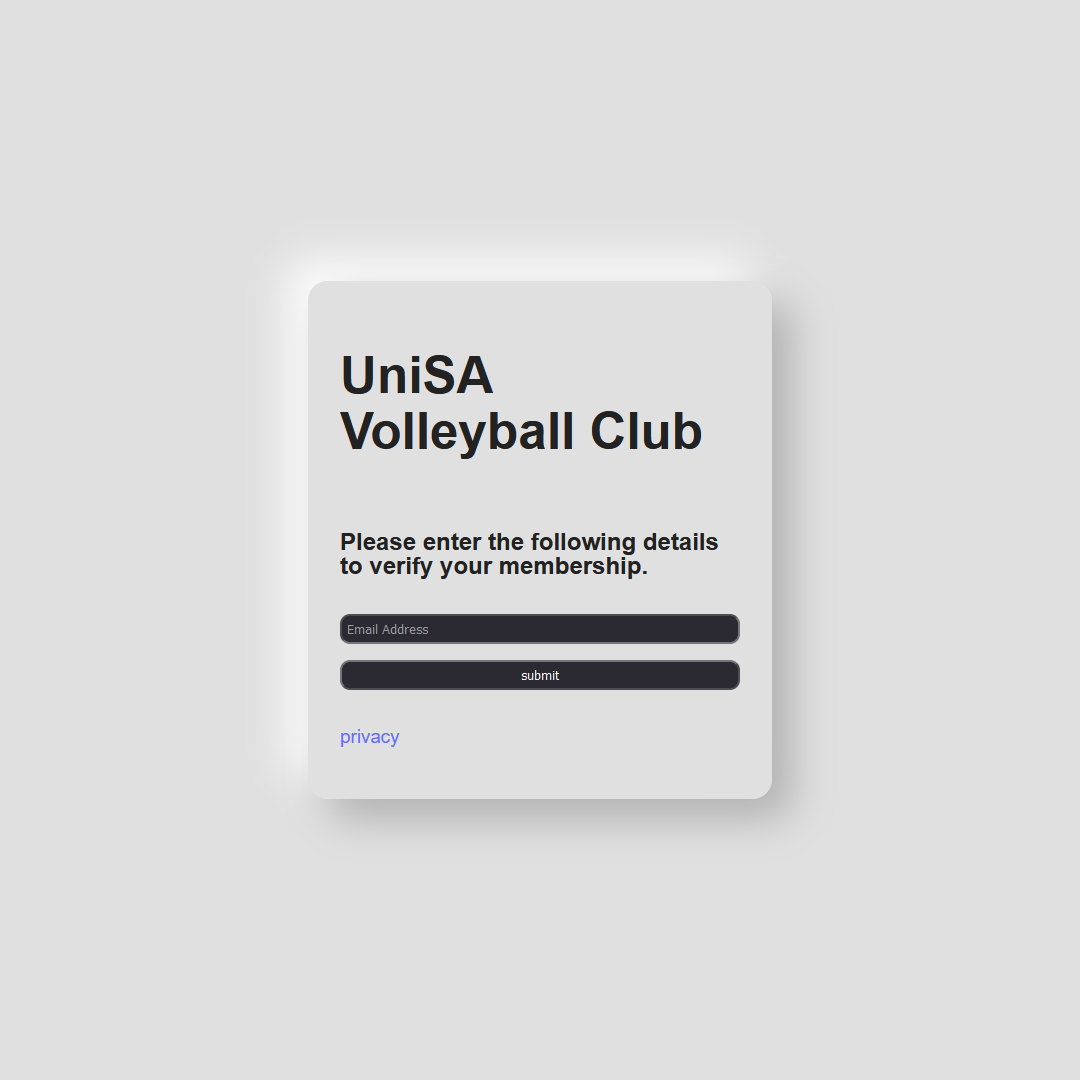 UniSA
Volleyball Club
Please enter the following details
to verify your membership.
Email Address
submit
privacy